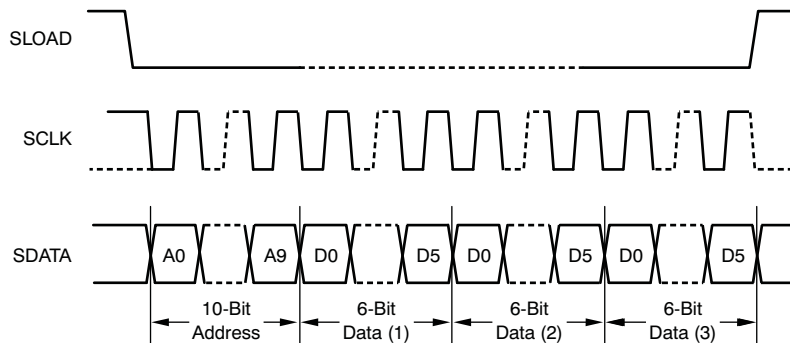 SLOAD
SCLK
SDATA
A0 A9 D0 D5 D0 D5 D0 D5
10-Bit 6-Bit 6-Bit 6-Bit
Address Data (1) Data (2) Data (3)